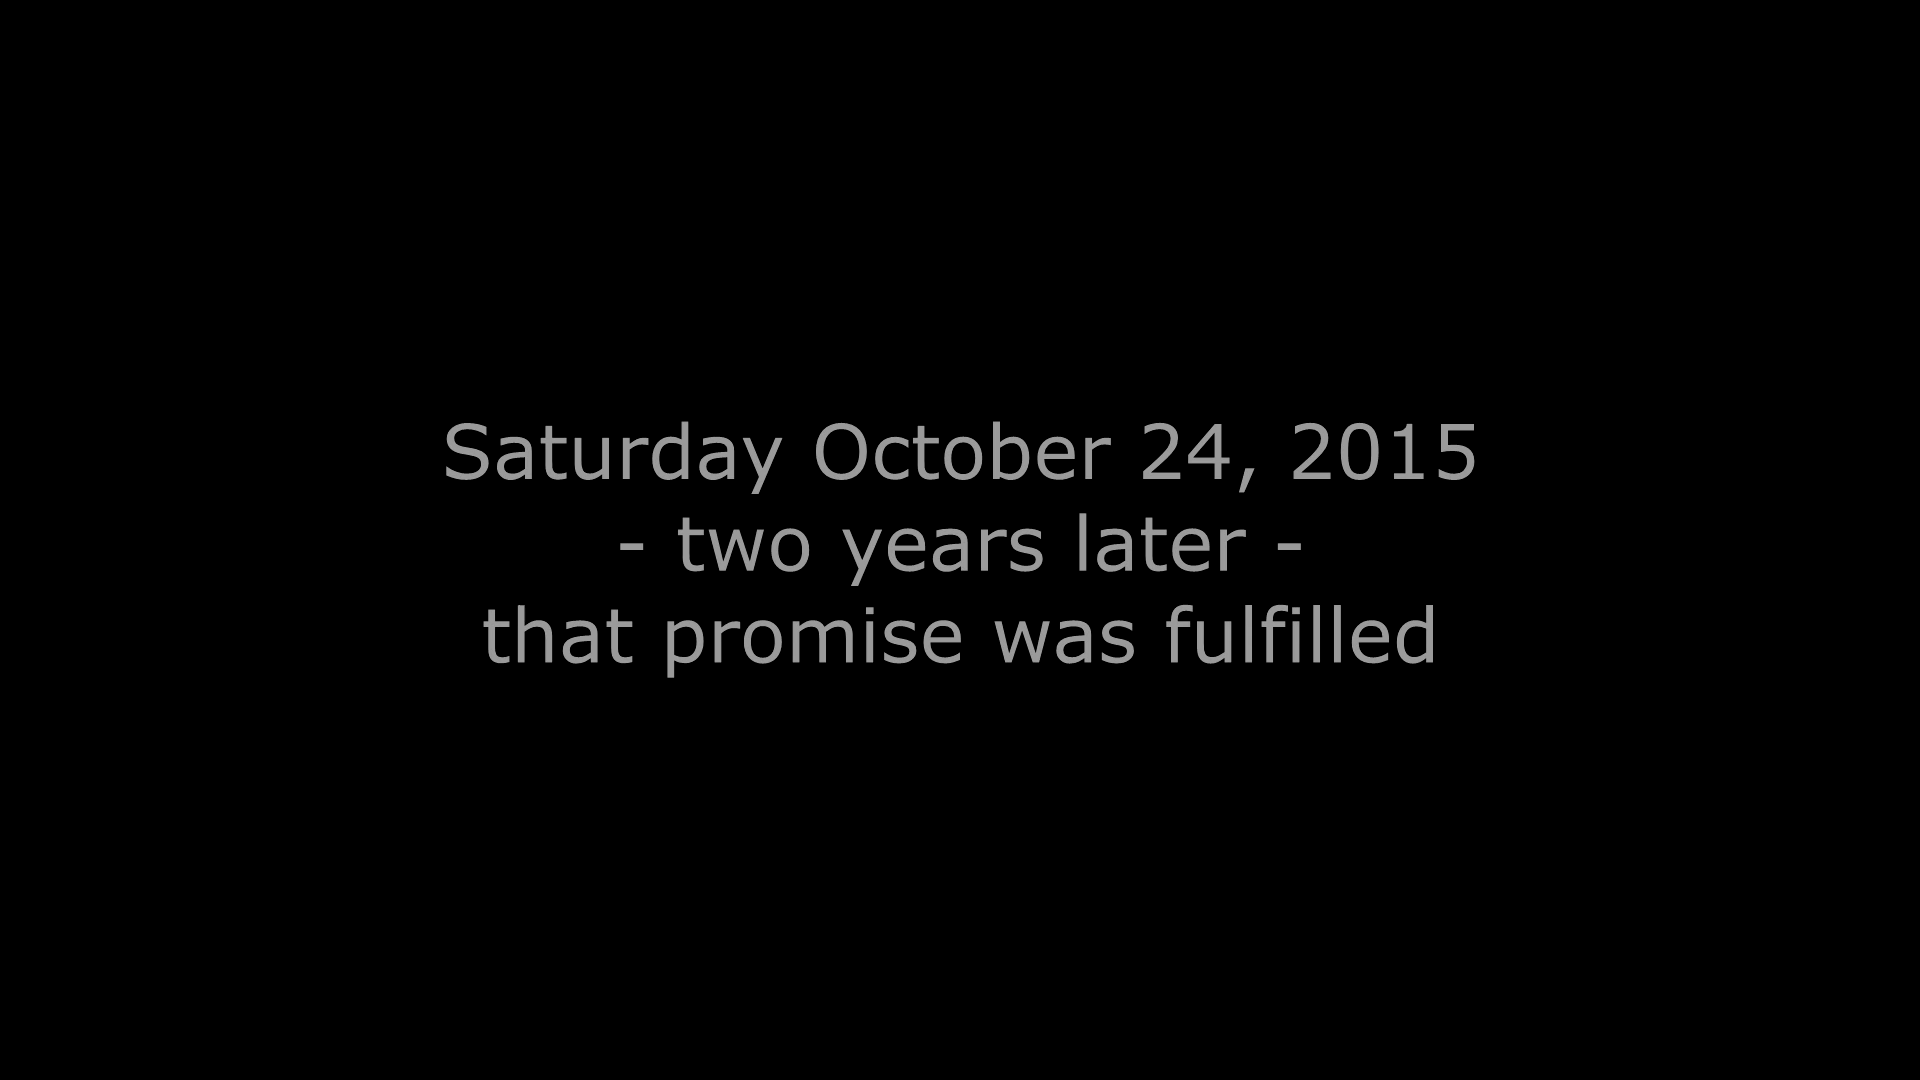 Saturday October 24, 2015
- two years later -
that promise was fulfilled